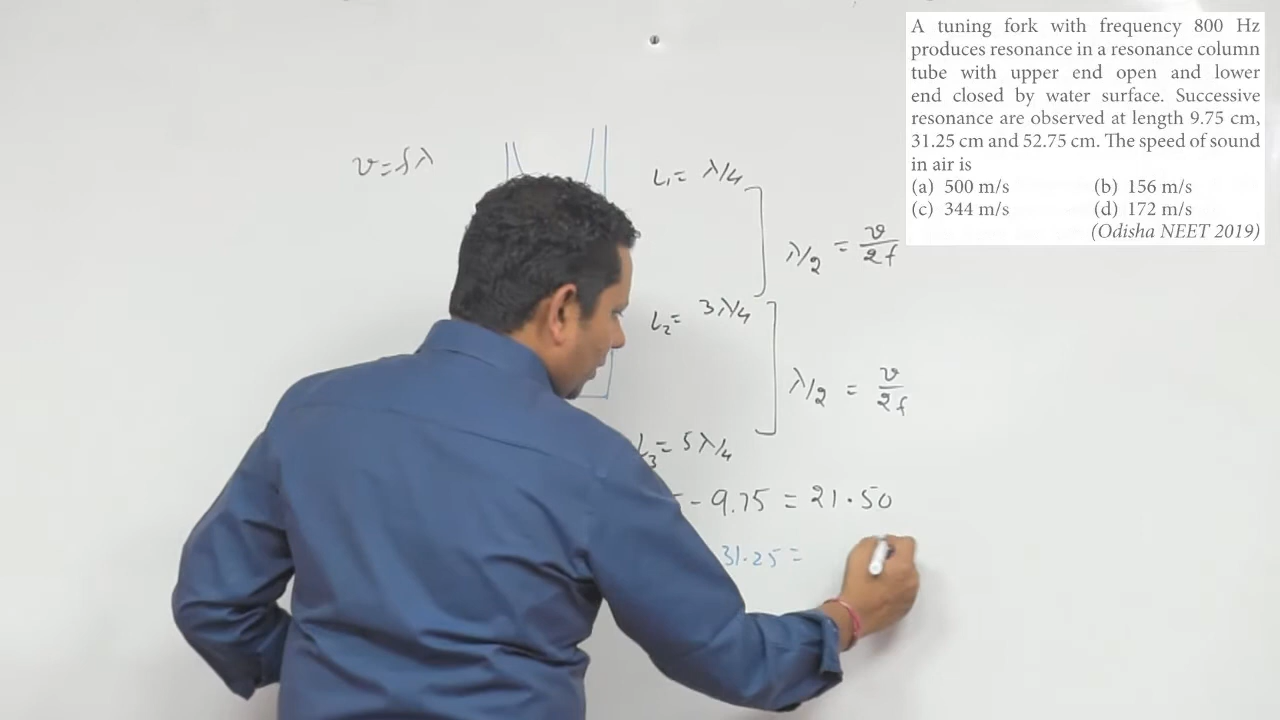 A tuning fork with frequency 800 Hz
produces resonance in a resonance column
tube with upper end open and lower
end closed by water surface. Successive
resonance are observed at length 9.75 cm,
31.25 cm and 52.75 cm. The speed of sound
in air is
(a) 500 m/s (b) 156 m/s
(c) 344 m/s (d) 172 m/s
(Odisha NEET 2019)
v = fλ
L₁ = λ/4
λ/2 = v/2f
L₂ = 3λ/4
λ/2 = v/2f
L₃ = 5λ/4
- 9.75 = 21.50
31.25 =